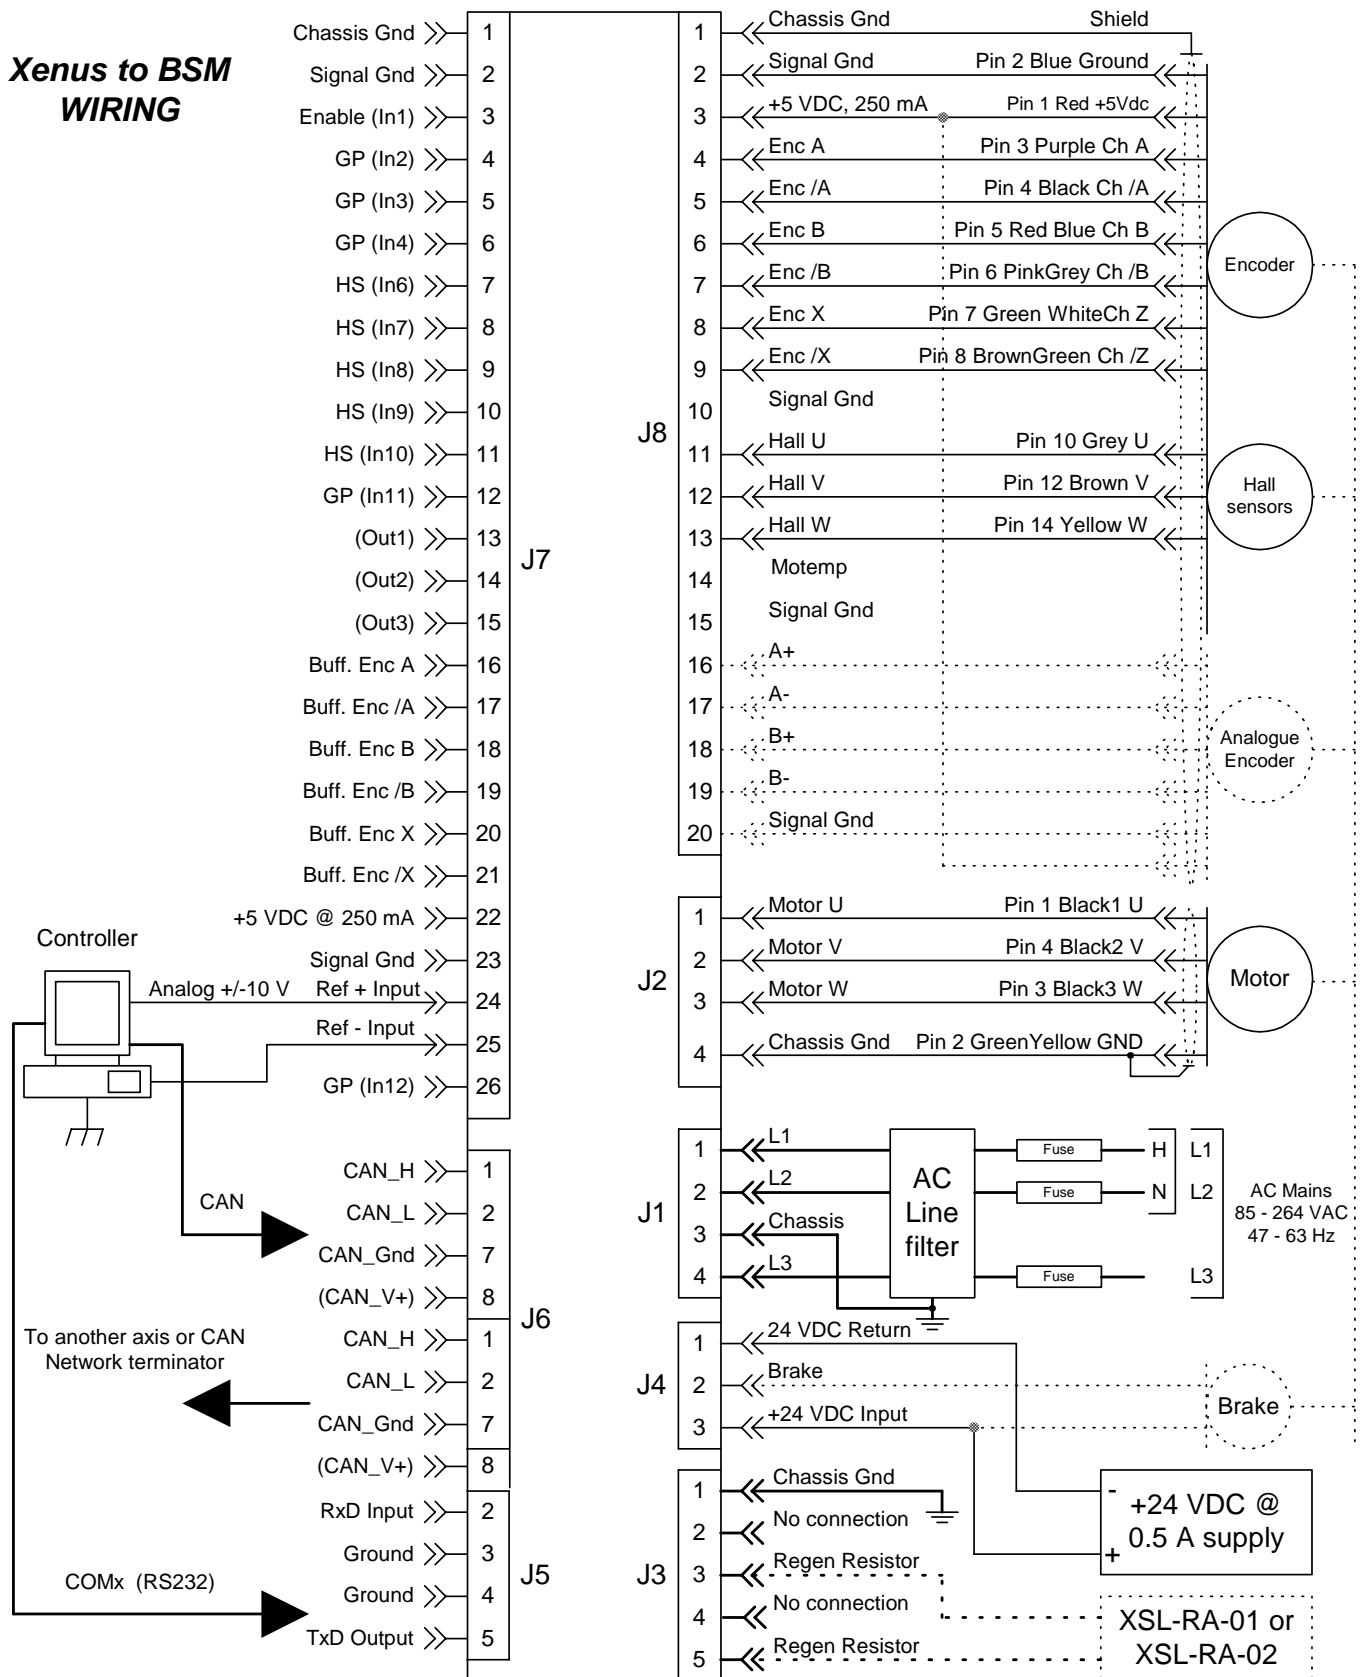 Xenus to BSM
WIRING
Chassis Gnd 1
Signal Gnd 2
Enable (In1) 3
GP (In2) 4
GP (In3) 5
GP (In4) 6
HS (In6) 7
HS (In7) 8
HS (In8) 9
HS (In9) 10
HS (In10) 11
GP (In11) 12
(Out1) 13
(Out2) 14
(Out3) 15
Buff. Enc A 16
Buff. Enc /A 17
Buff. Enc B 18
Buff. Enc /B 19
Buff. Enc X 20
Buff. Enc /X 21
+5 VDC @ 250 mA 22
Signal Gnd 23
Analog +/-10 V Ref + Input 24
Ref - Input 25
GP (In12) 26
J7
Controller
CAN_H 1
CAN_L 2
CAN_Gnd 7
(CAN_V+) 8
CAN_H 1
CAN_L 2
CAN_Gnd 7
(CAN_V+) 8
J6
CAN
To another axis or CAN
Network terminator
RxD Input 2
Ground 3
Ground 4
TxD Output 5
J5
COMx (RS232)
J8
1 Chassis Gnd Shield
2 Signal Gnd Pin 2 Blue Ground
3 +5 VDC, 250 mA Pin 1 Red +5Vdc
4 Enc A Pin 3 Purple Ch A
5 Enc /A Pin 4 Black Ch /A
6 Enc B Pin 5 Red Blue Ch B
7 Enc /B Pin 6 PinkGrey Ch /B
8 Enc X Pin 7 Green WhiteCh Z
9 Enc /X Pin 8 BrownGreen Ch /Z
10 Signal Gnd
11 Hall U Pin 10 Grey U
12 Hall V Pin 12 Brown V
13 Hall W Pin 14 Yellow W
14 Motemp
15 Signal Gnd
16 A+
17 A-
18 B+
19 B-
20 Signal Gnd
Encoder
Hall
sensors
Analogue
Encoder
J2
1 Motor U Pin 1 Black1 U
2 Motor V Pin 4 Black2 V
3 Motor W Pin 3 Black3 W
4 Chassis Gnd Pin 2 GreenYellow GND
Motor
J1
1 L1 Fuse H L1
2 L2 Fuse N L2
3 Chassis
4 L3 Fuse L3
AC
Line
filter
AC Mains
85 - 264 VAC
47 - 63 Hz
J4
1 24 VDC Return
2 Brake
3 +24 VDC Input
Brake
J3
1 Chassis Gnd
2 No connection
3 Regen Resistor
4 No connection
5 Regen Resistor
-
+
+24 VDC @
0.5 A supply
XSL-RA-01 or
XSL-RA-02